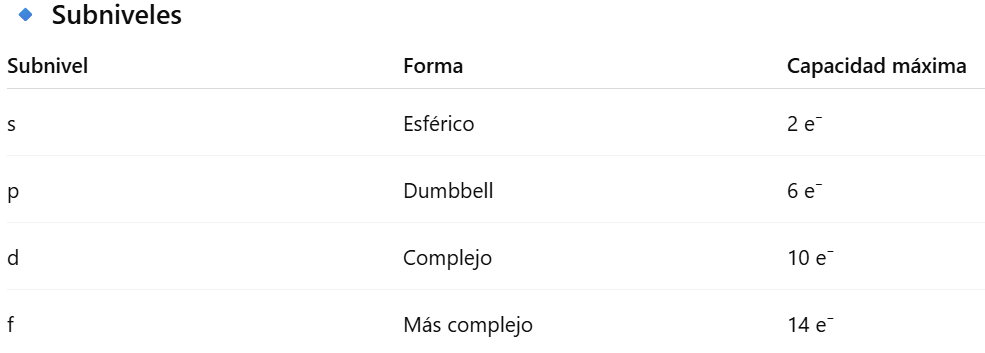 Subniveles
Subnivel Forma Capacidad máxima
s Esférico 2 e⁻
p Dumbbell 6 e⁻
d Complejo 10 e⁻
f Más complejo 14 e⁻